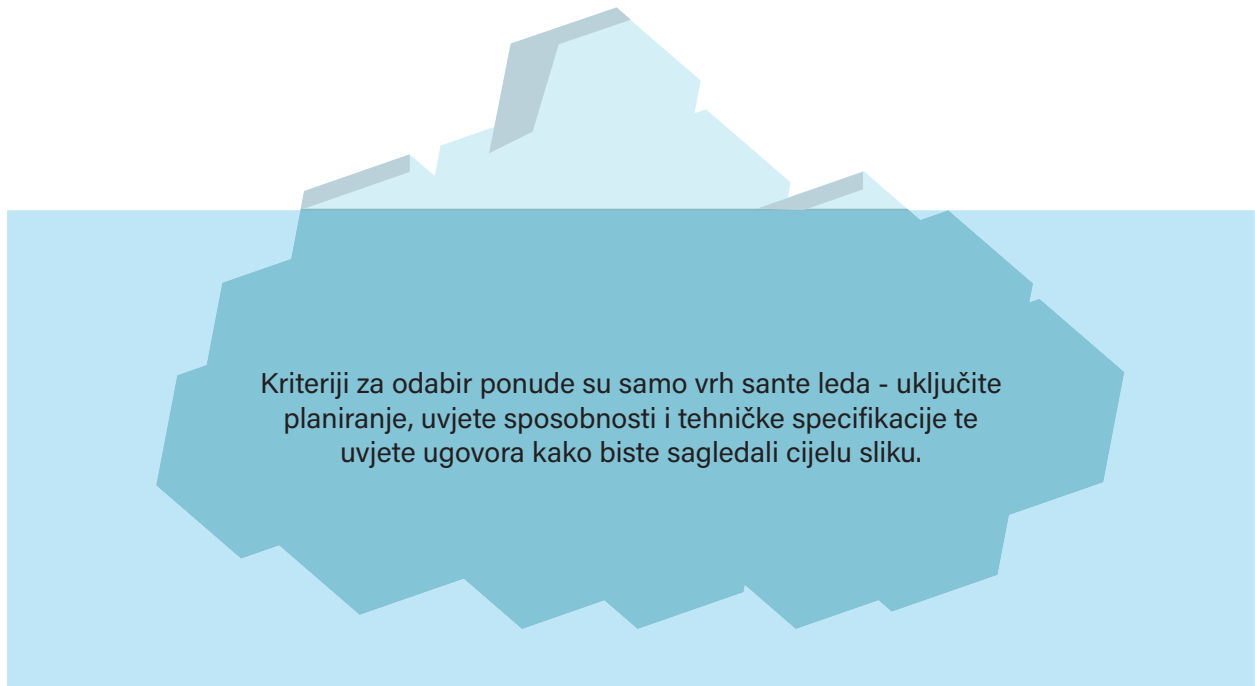 Kriteriji za odabir ponude su samo vrh sante leda - uključite
planiranje, uvjete sposobnosti i tehničke specifikacije te
uvjete ugovora kako biste sagledali cijelu sliku.